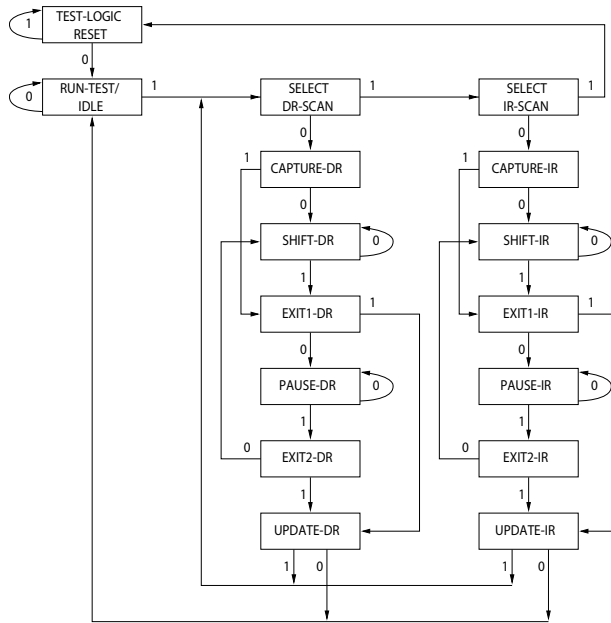 TEST-LOGIC
RESET
1
0
RUN-TEST/
IDLE
0
1
SELECT
DR-SCAN
1
SELECT
IR-SCAN
1
0
0
CAPTURE-DR
1
CAPTURE-IR
1
0
0
SHIFT-DR
0
SHIFT-IR
0
1
1
EXIT1-DR
1
EXIT1-IR
1
0
0
PAUSE-DR
0
PAUSE-IR
0
1
1
EXIT2-DR
0
EXIT2-IR
0
1
1
UPDATE-DR
UPDATE-IR
1
0
1
0